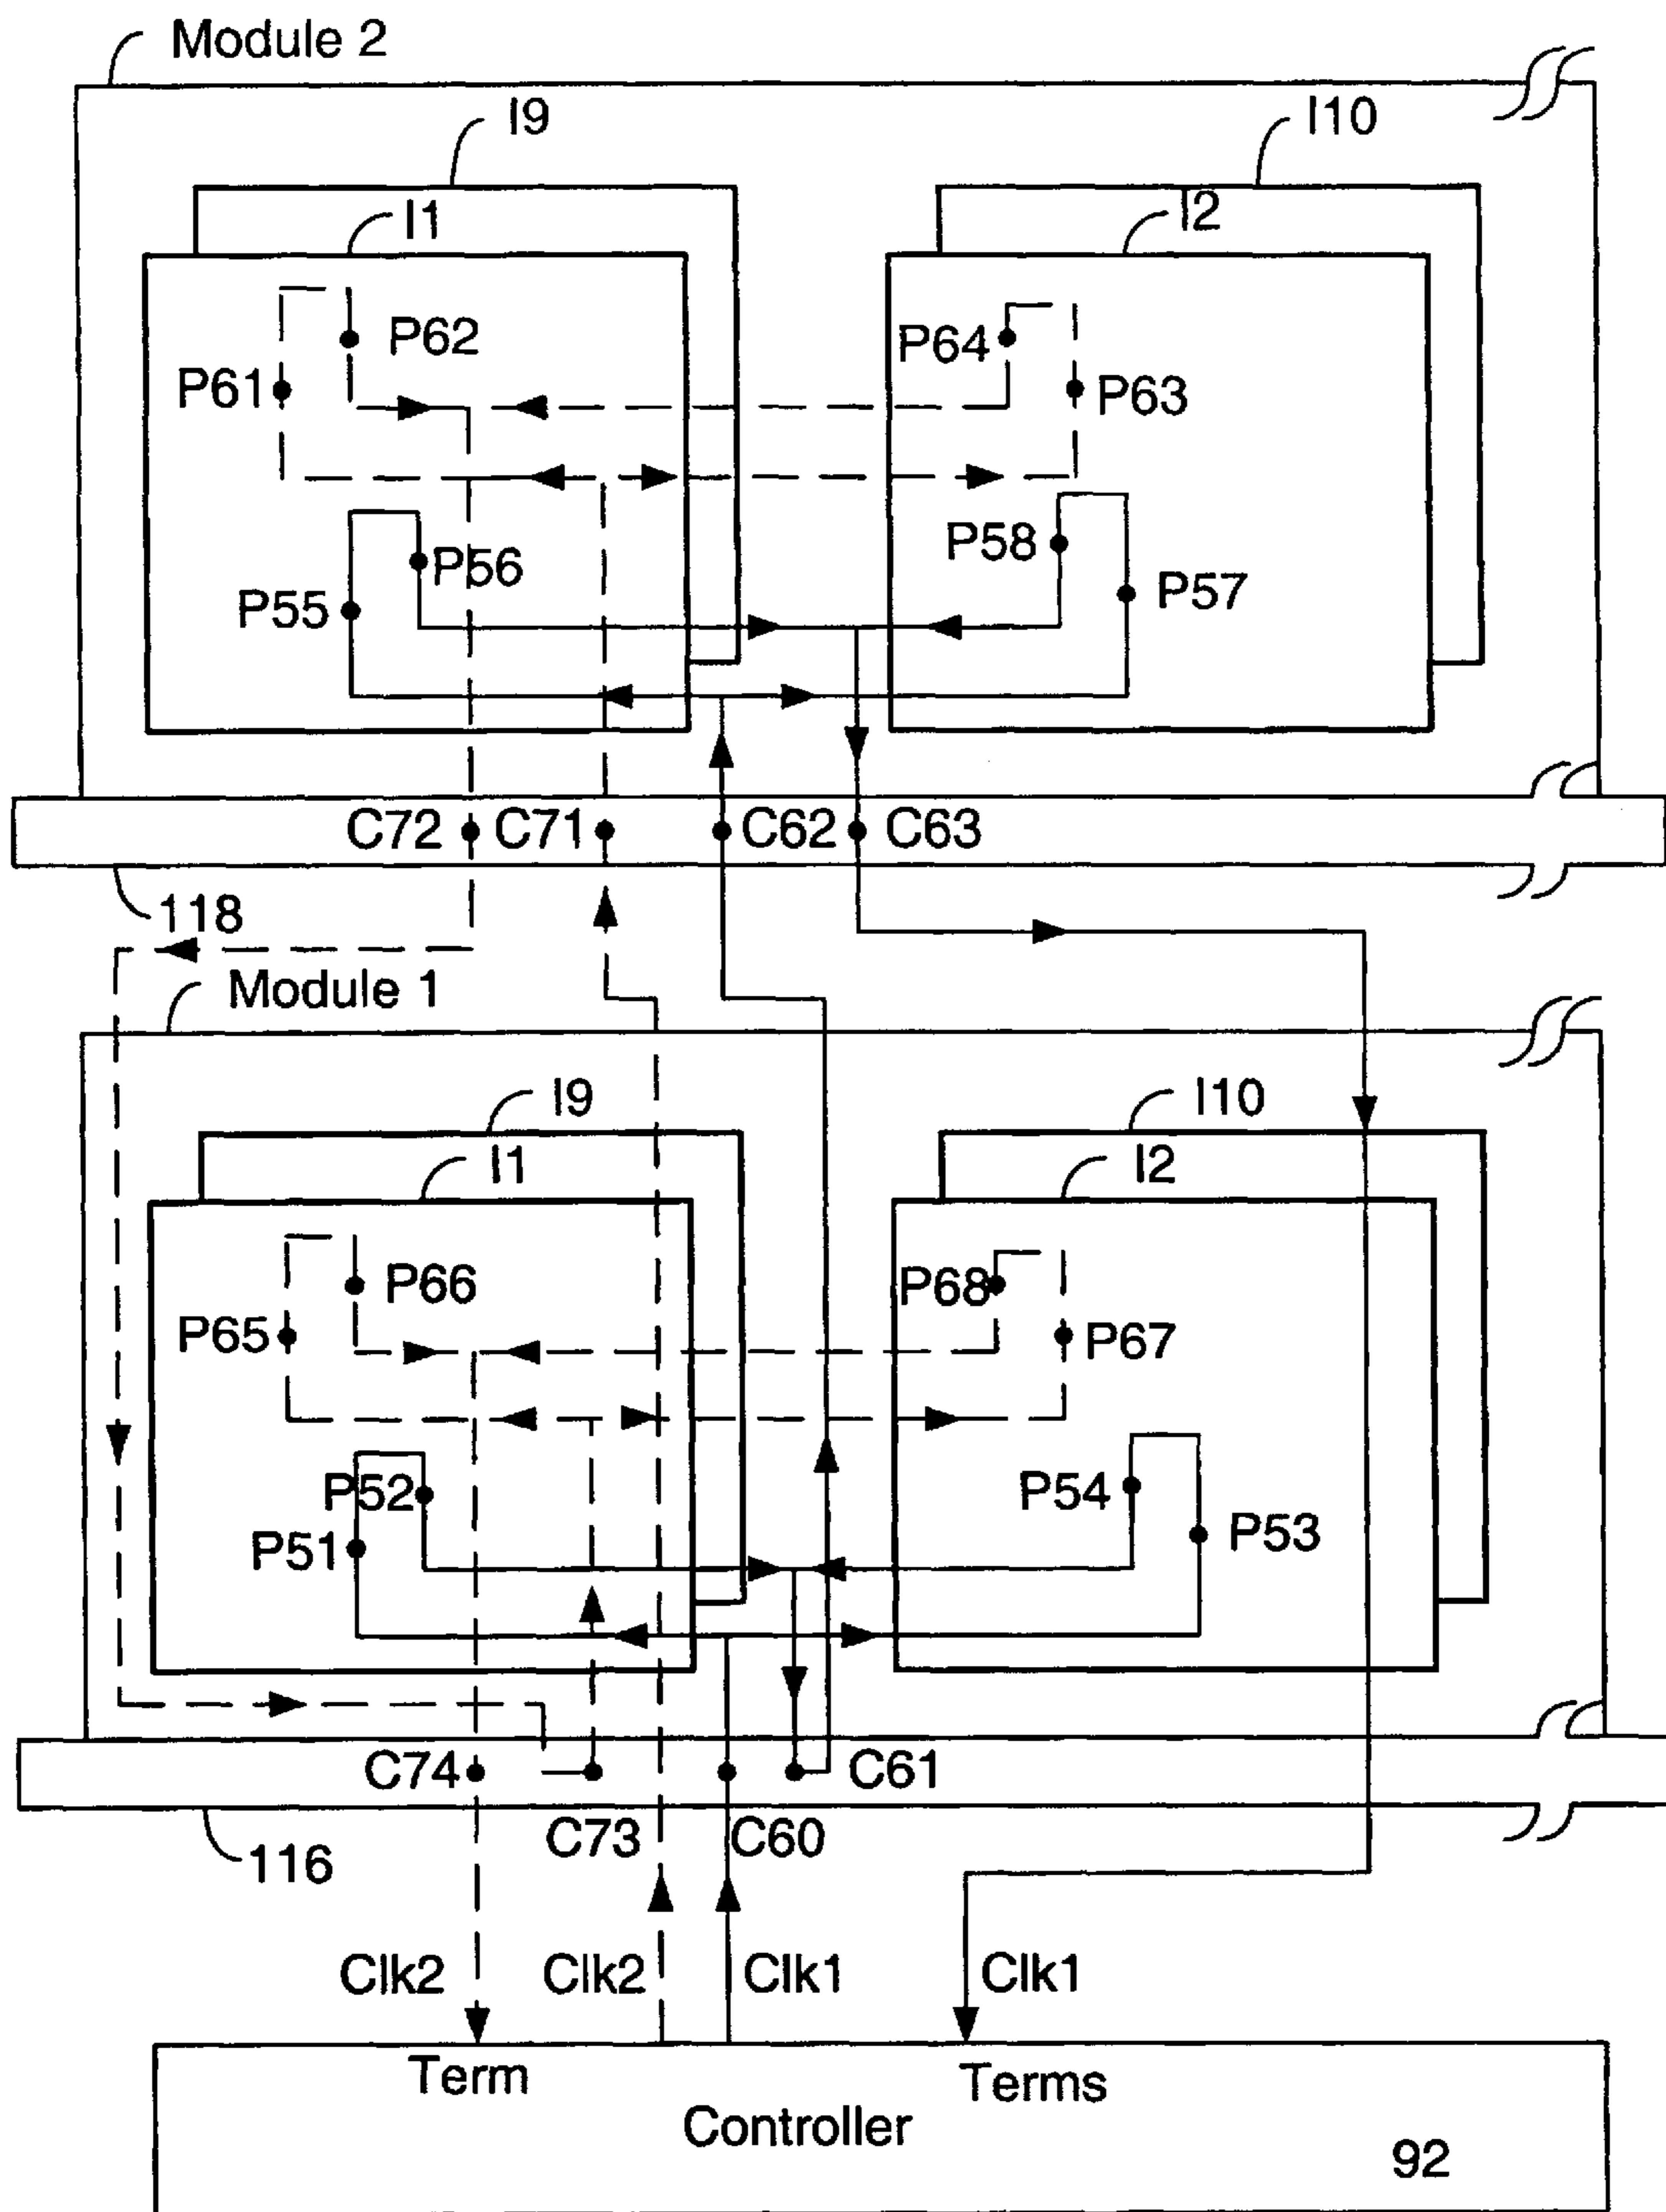 Module 2
I9
I10
I1
I2
P62
P64
P61
P63
P56
P58
P55
P57
C72
C71
C62
C63
118
Module 1
I9
I10
I1
I2
P66
P68
P65
P67
P52
P54
P51
P53
C74
C61
C73
C60
116
Clk2
Clk2
Clk1
Clk1
Term
Terms
Controller
92